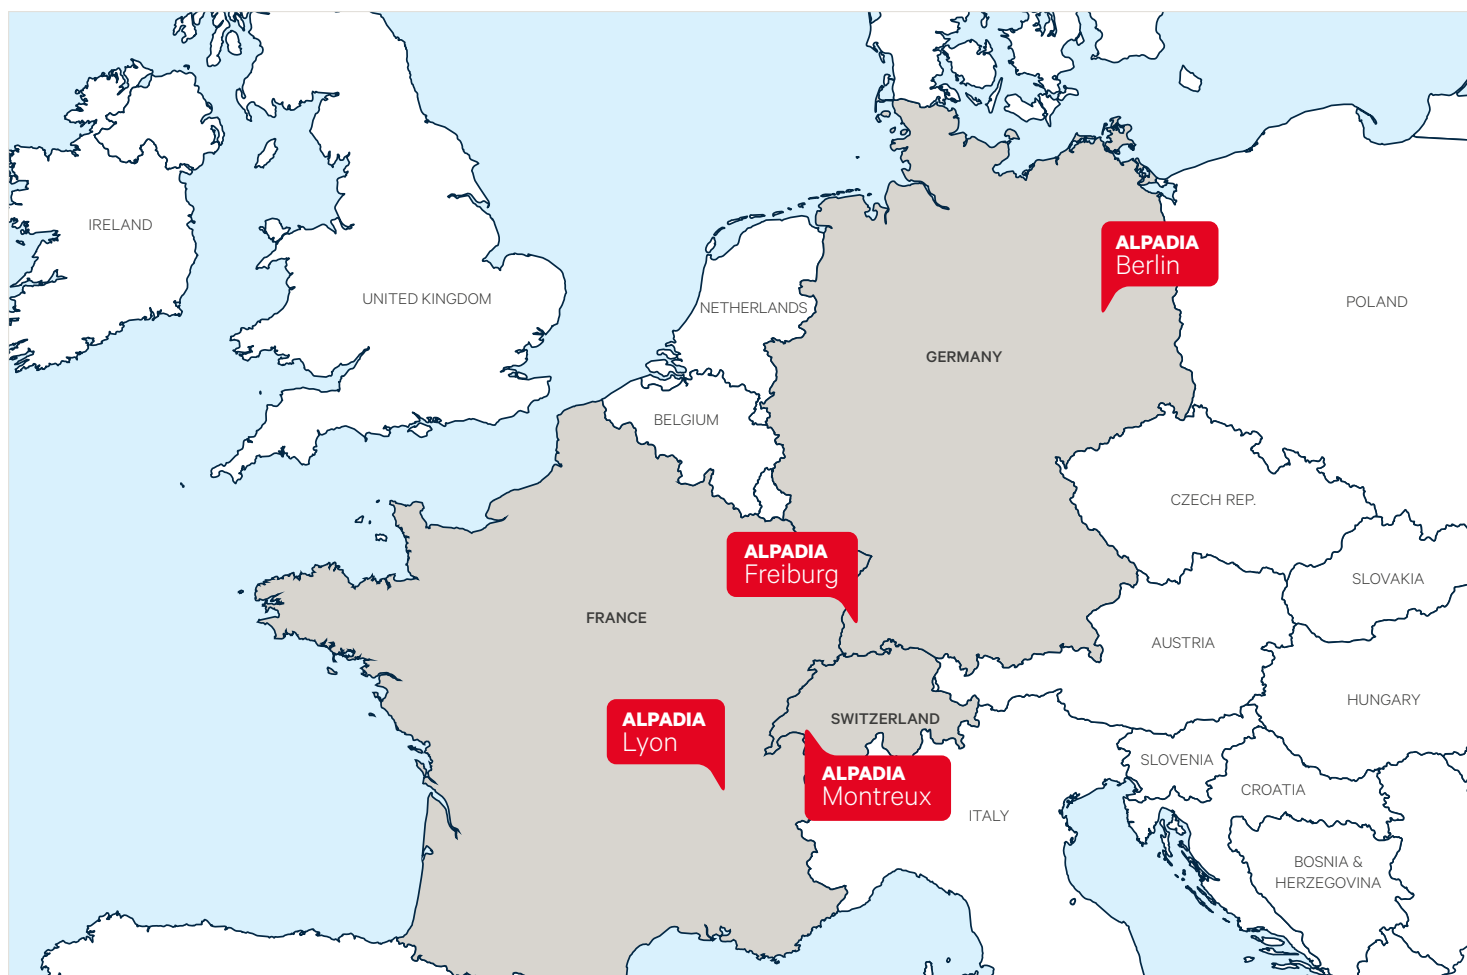 IRELAND
UNITED KINGDOM
NETHERLANDS
BELGIUM
GERMANY
ALPADIA
Berlin
POLAND
CZECH REP.
SLOVAKIA
AUSTRIA
HUNGARY
ALPADIA
Freiburg
FRANCE
ALPADIA
Lyon
SWITZERLAND
ALPADIA
Montreux
ITALY
SLOVENIA
CROATIA
BOSNIA &
HERZEGOVINA